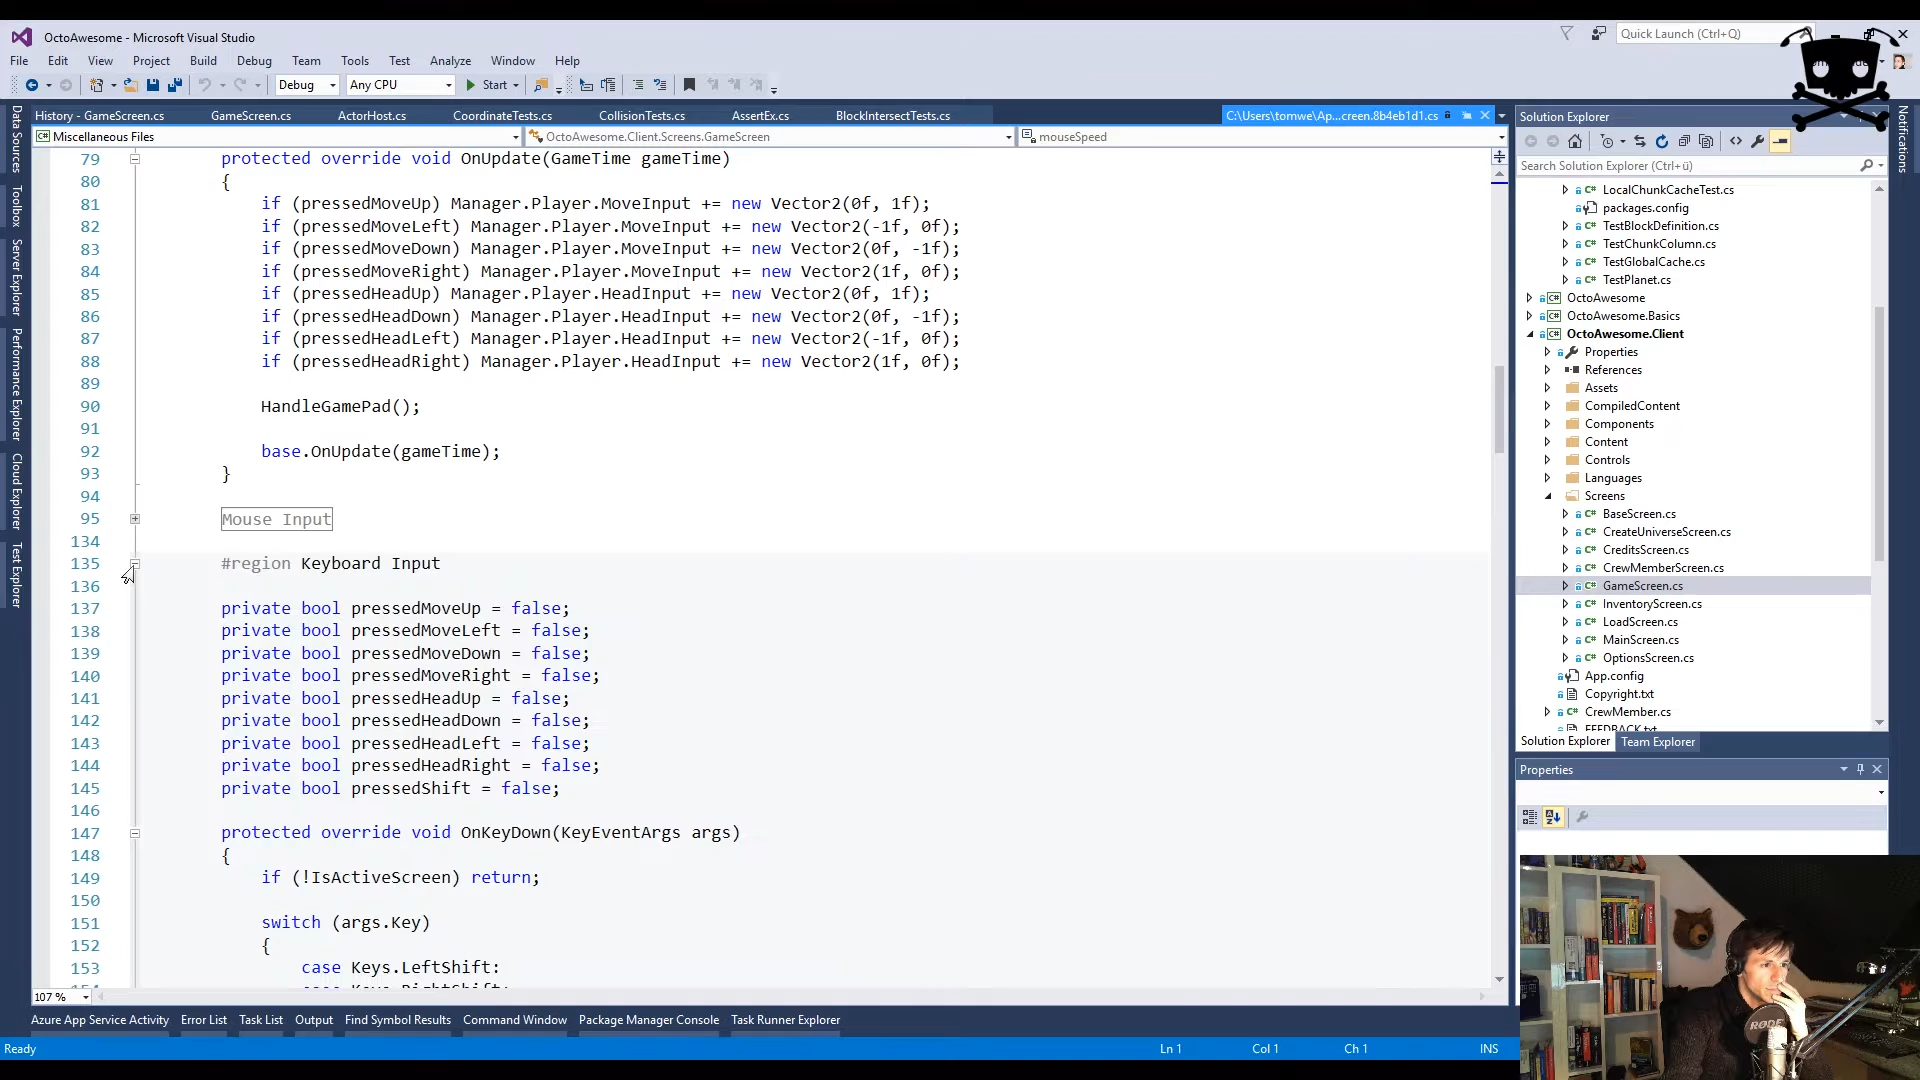 OctoAwesome - Microsoft Visual Studio
Quick Launch (Ctrl+Q)
File Edit View Project Build Debug Team Tools Test Analyze Window Help
Debug Any CPU Start
History - GameScreen.cs GameScreen.cs ActorHost.cs CoordinateTests.cs CollisionTests.cs AssertEx.cs BlockIntersectTests.cs C:\Users\tomwe\Ap...creen.8b4eb1d1.cs
Miscellaneous Files OctoAwesome.Client.Screens.GameScreen mouseSpeed
Data Sources
Toolbox
Server Explorer
Performance Explorer
Cloud Explorer
Test Explorer
79 protected override void OnUpdate(GameTime gameTime)
80 {
81 if (pressedMoveUp) Manager.Player.MoveInput += new Vector2(0f, 1f);
82 if (pressedMoveLeft) Manager.Player.MoveInput += new Vector2(-1f, 0f);
83 if (pressedMoveDown) Manager.Player.MoveInput += new Vector2(0f, -1f);
84 if (pressedMoveRight) Manager.Player.MoveInput += new Vector2(1f, 0f);
85 if (pressedHeadUp) Manager.Player.HeadInput += new Vector2(0f, 1f);
86 if (pressedHeadDown) Manager.Player.HeadInput += new Vector2(0f, -1f);
87 if (pressedHeadLeft) Manager.Player.HeadInput += new Vector2(-1f, 0f);
88 if (pressedHeadRight) Manager.Player.HeadInput += new Vector2(1f, 0f);
89
90 HandleGamePad();
91
92 base.OnUpdate(gameTime);
93 }
94
95 Mouse Input
134
135 #region Keyboard Input
136
137 private bool pressedMoveUp = false;
138 private bool pressedMoveLeft = false;
139 private bool pressedMoveDown = false;
140 private bool pressedMoveRight = false;
141 private bool pressedHeadUp = false;
142 private bool pressedHeadDown = false;
143 private bool pressedHeadLeft = false;
144 private bool pressedHeadRight = false;
145 private bool pressedShift = false;
146
147 protected override void OnKeyDown(KeyEventArgs args)
148 {
149 if (!IsActiveScreen) return;
150
151 switch (args.Key)
152 {
153 case Keys.LeftShift:
107 %
Solution Explorer
Search Solution Explorer (Ctrl+ü)
LocalChunkCacheTest.cs
packages.config
TestBlockDefinition.cs
TestChunkColumn.cs
TestGlobalCache.cs
TestPlanet.cs
OctoAwesome
OctoAwesome.Basics
OctoAwesome.Client
Properties
References
Assets
CompiledContent
Components
Content
Controls
Languages
Screens
BaseScreen.cs
CreateUniverseScreen.cs
CreditsScreen.cs
CrewMemberScreen.cs
GameScreen.cs
InventoryScreen.cs
LoadScreen.cs
MainScreen.cs
OptionsScreen.cs
App.config
Copyright.txt
CrewMember.cs
FEEDBACK.txt
Solution Explorer Team Explorer
Properties
Notifications
RØDE
Azure App Service Activity Error List Task List Output Find Symbol Results Command Window Package Manager Console Task Runner Explorer
Ready Ln 1 Col 1 Ch 1 INS